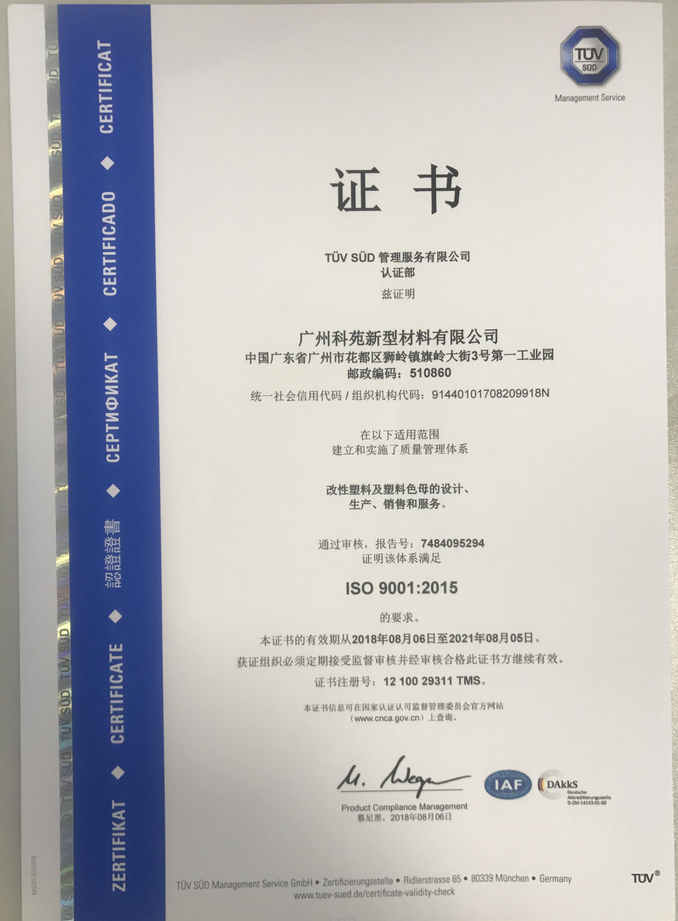 TÜV
SÜD
Management Service
证 书
TÜV SÜD 管理服务有限公司
认证部
兹证明
广州科苑新型材料有限公司
中国广东省广州市花都区狮岭镇旗岭大街3号第一工业园
邮政编码：510860
统一社会信用代码 / 组织机构代码：91440101708209918N
在以下适用范围
建立和实施了质量管理体系
改性塑料及塑料色母的设计、
生产、销售和服务。
通过审核，报告号：7484095294
证明该体系满足
ISO 9001:2015
的要求。
本证书的有效期从2018年08月06日至2021年08月05日。
获证组织必须定期接受监督审核并经审核合格此证书方继续有效。
证书注册号：12 100 29311 TMS。
本证书信息可在国家认证认可监督管理委员会官方网站
（www.cnca.gov.cn）上查询。
Product Compliance Management
慕尼黑，2018年08月06日
IAF
DAkkS
Deutsche
Akkreditierungsstelle
D-ZM-14143-01-00
TÜV SÜD Management Service GmbH • Zertifizierungsstelle • Ridlerstrasse 65 • 80339 München • Germany
www.tuev-sued.de/certificate-validity-check
TÜV®
ZERTIFIKAT ◆ CERTIFICATE ◆ 認證證書 ◆ СЕРТИФИКАТ ◆ CERTIFICADO ◆ CERTIFICAT
TÜV SÜD TÜV SÜD TÜV SÜD